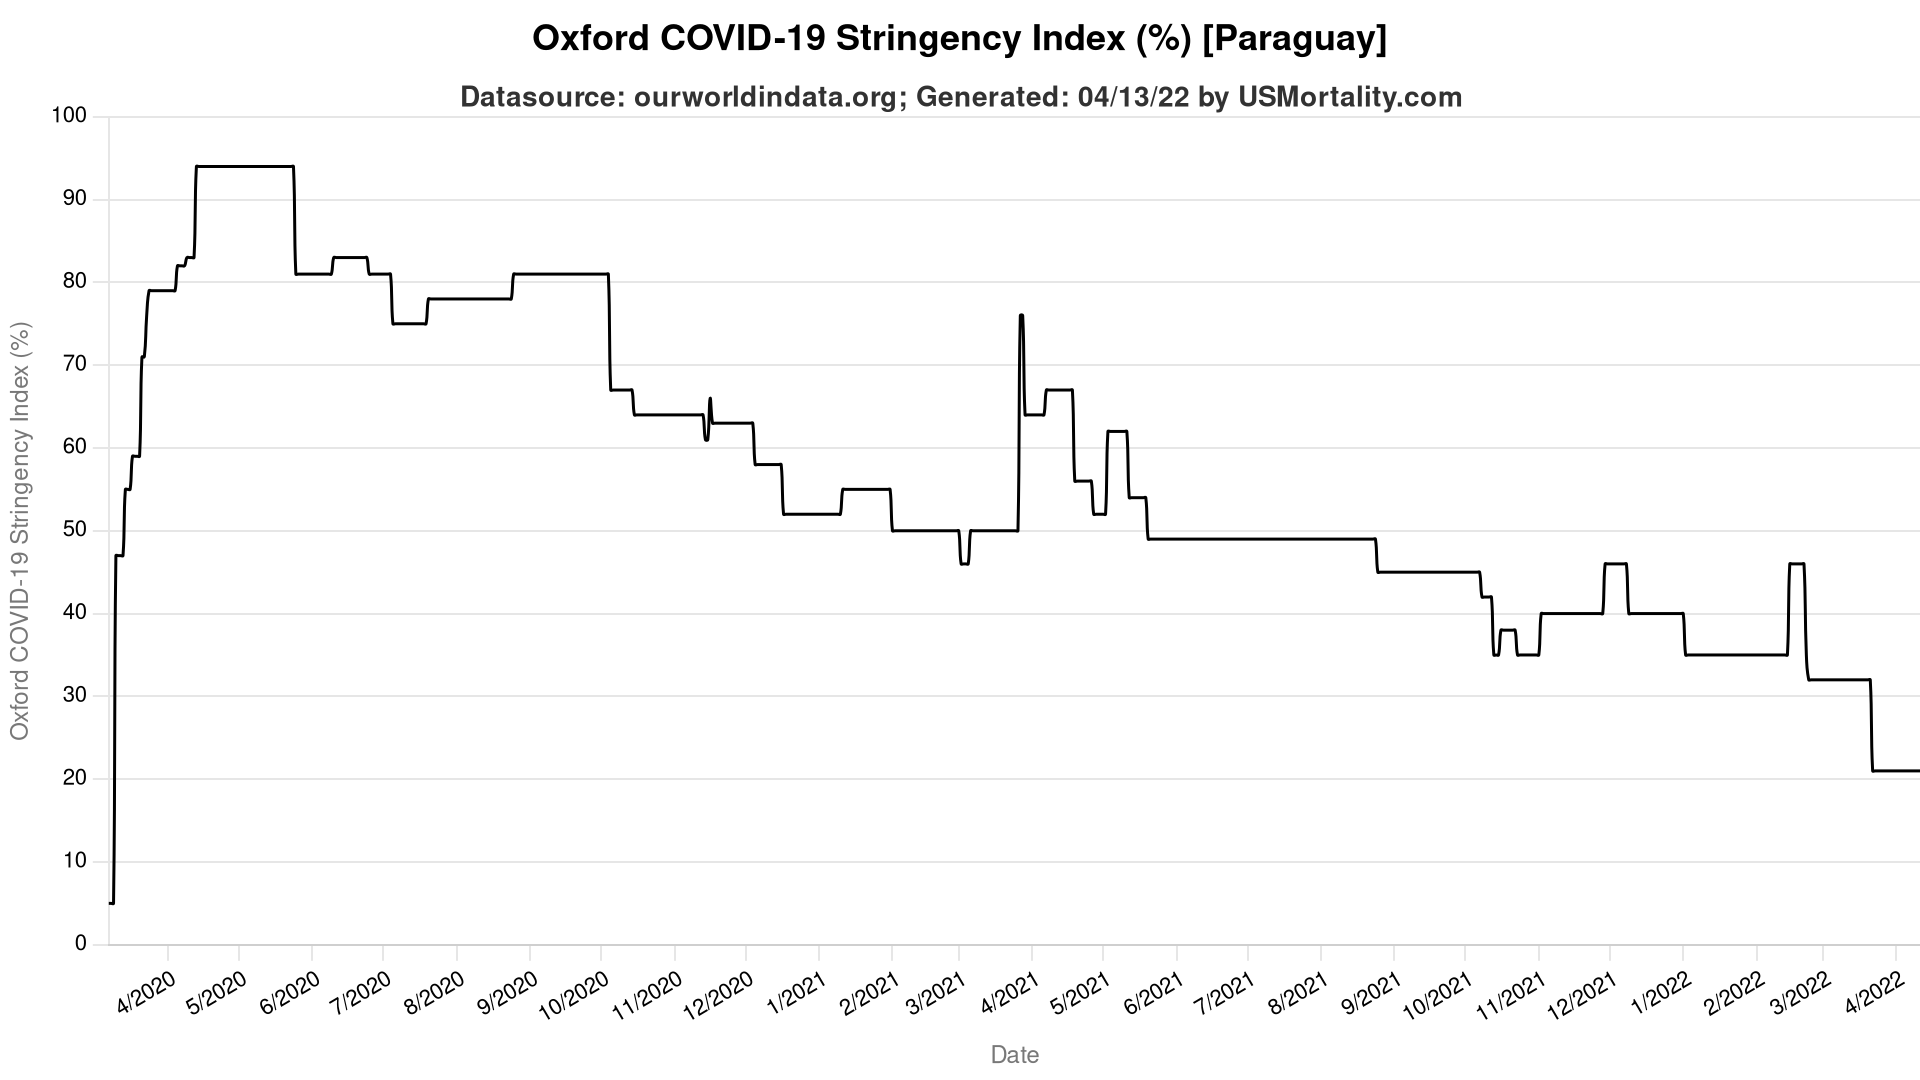 Oxford COVID-19 Stringency Index (%) [Paraguay]
Datasource: ourworldindata.org; Generated: 04/13/22 by USMortality.com
Oxford COVID-19 Stringency Index (%)
100
90
80
70
60
50
40
30
20
10
0
4/2020 5/2020 6/2020 7/2020 8/2020 9/2020 10/2020 11/2020 12/2020 1/2021 2/2021 3/2021 4/2021 5/2021 6/2021 7/2021 8/2021 9/2021 10/2021 11/2021 12/2021 1/2022 2/2022 3/2022 4/2022
Date